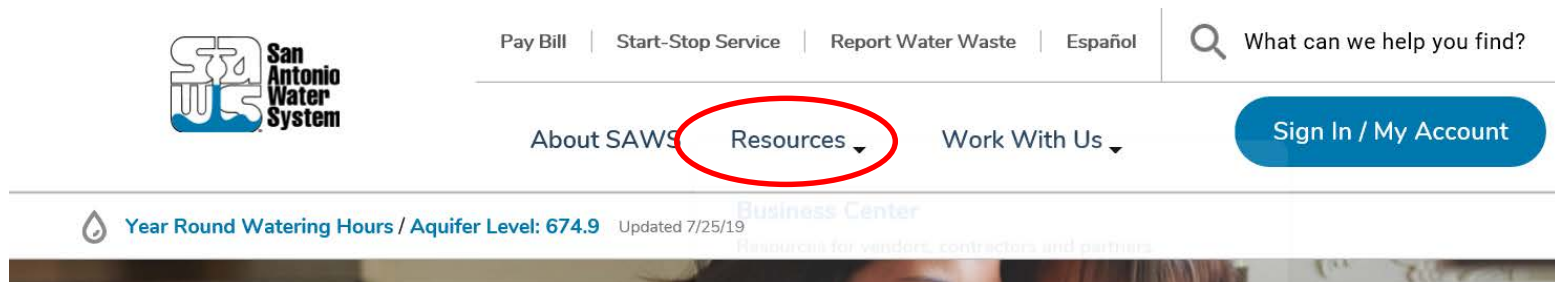 San
Antonio
Water
System
Pay Bill | Start-Stop Service | Report Water Waste | Español
What can we help you find?
About SAWS Resources Work With Us
Sign In / My Account
Year Round Watering Hours / Aquifer Level: 674.9 Updated 7/25/19
Business Center
Resources for vendors, contractors and partners